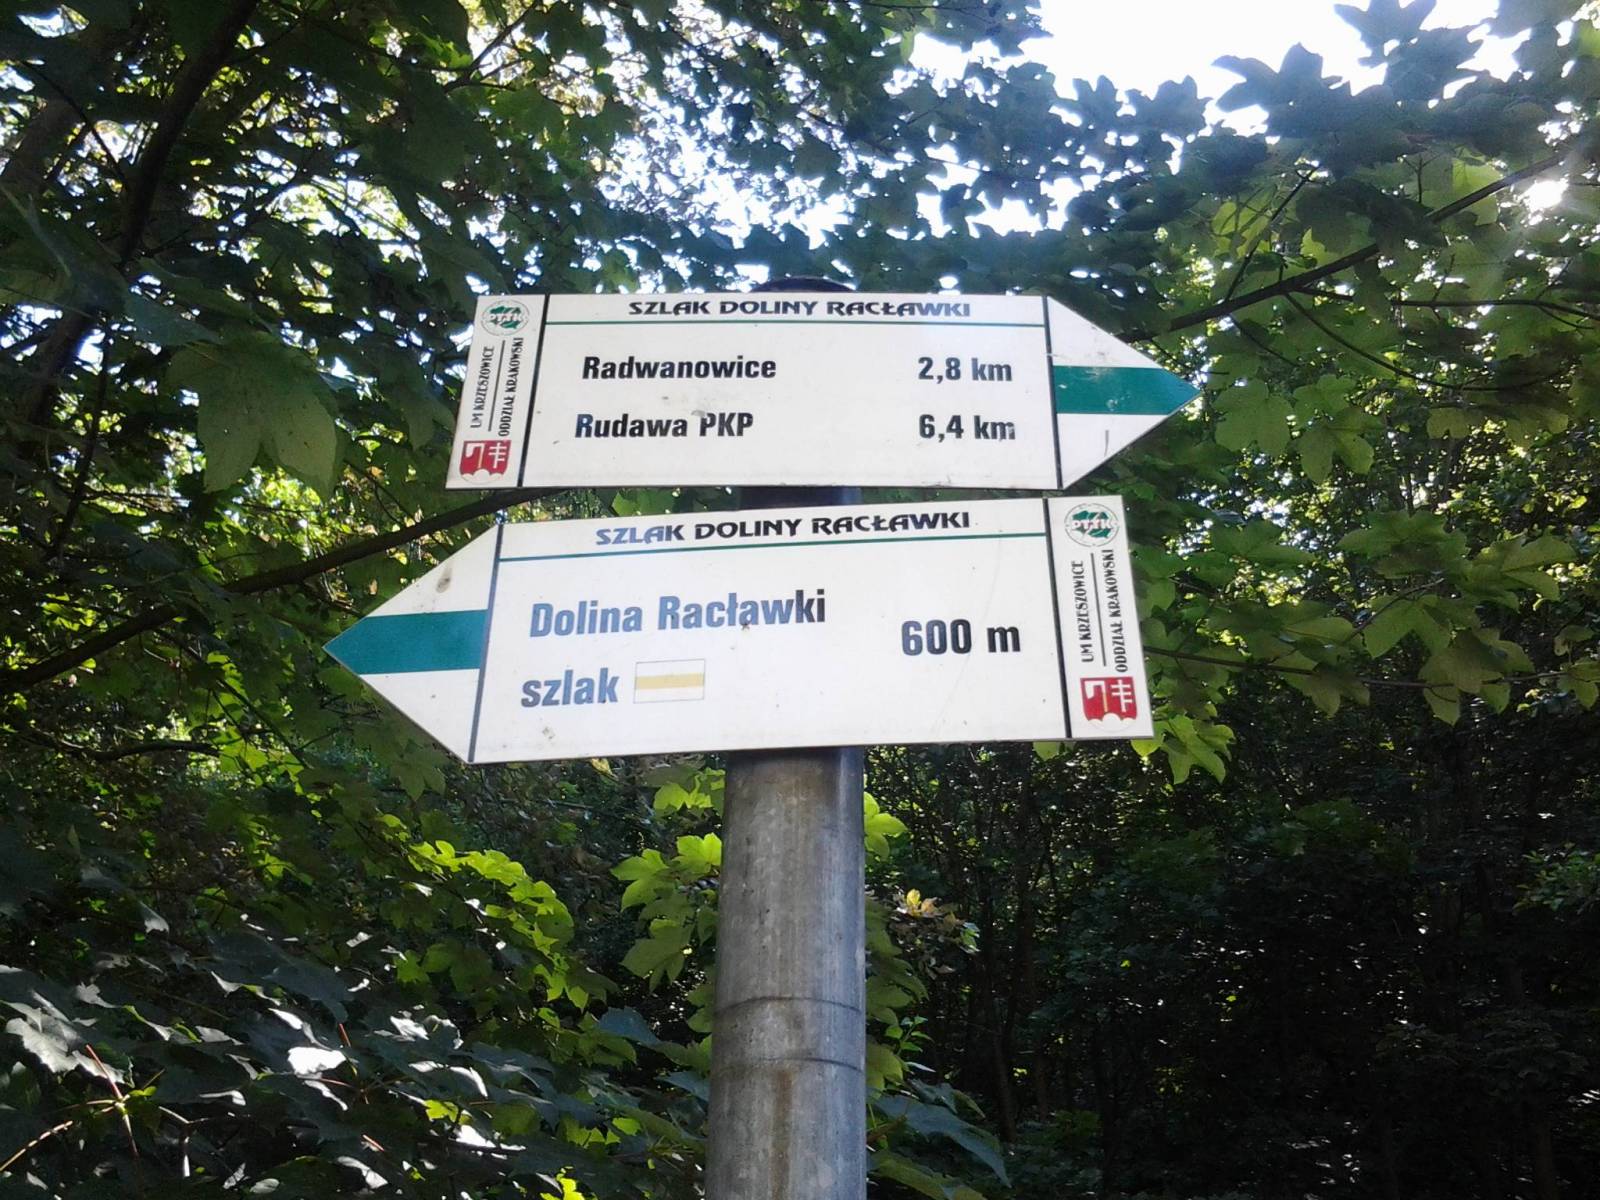 SZLAK DOLINY RACŁAWKI
Radwanowice 2,8 km
Rudawa PKP 6,4 km
PTTK
UM KRZESZOWICE
ODDZIAŁ KRAKOWSKI
SZLAK DOLINY RACŁAWKI
Dolina Racławki
600 m
szlak
PTTK
UM KRZESZOWICE
ODDZIAŁ KRAKOWSKI